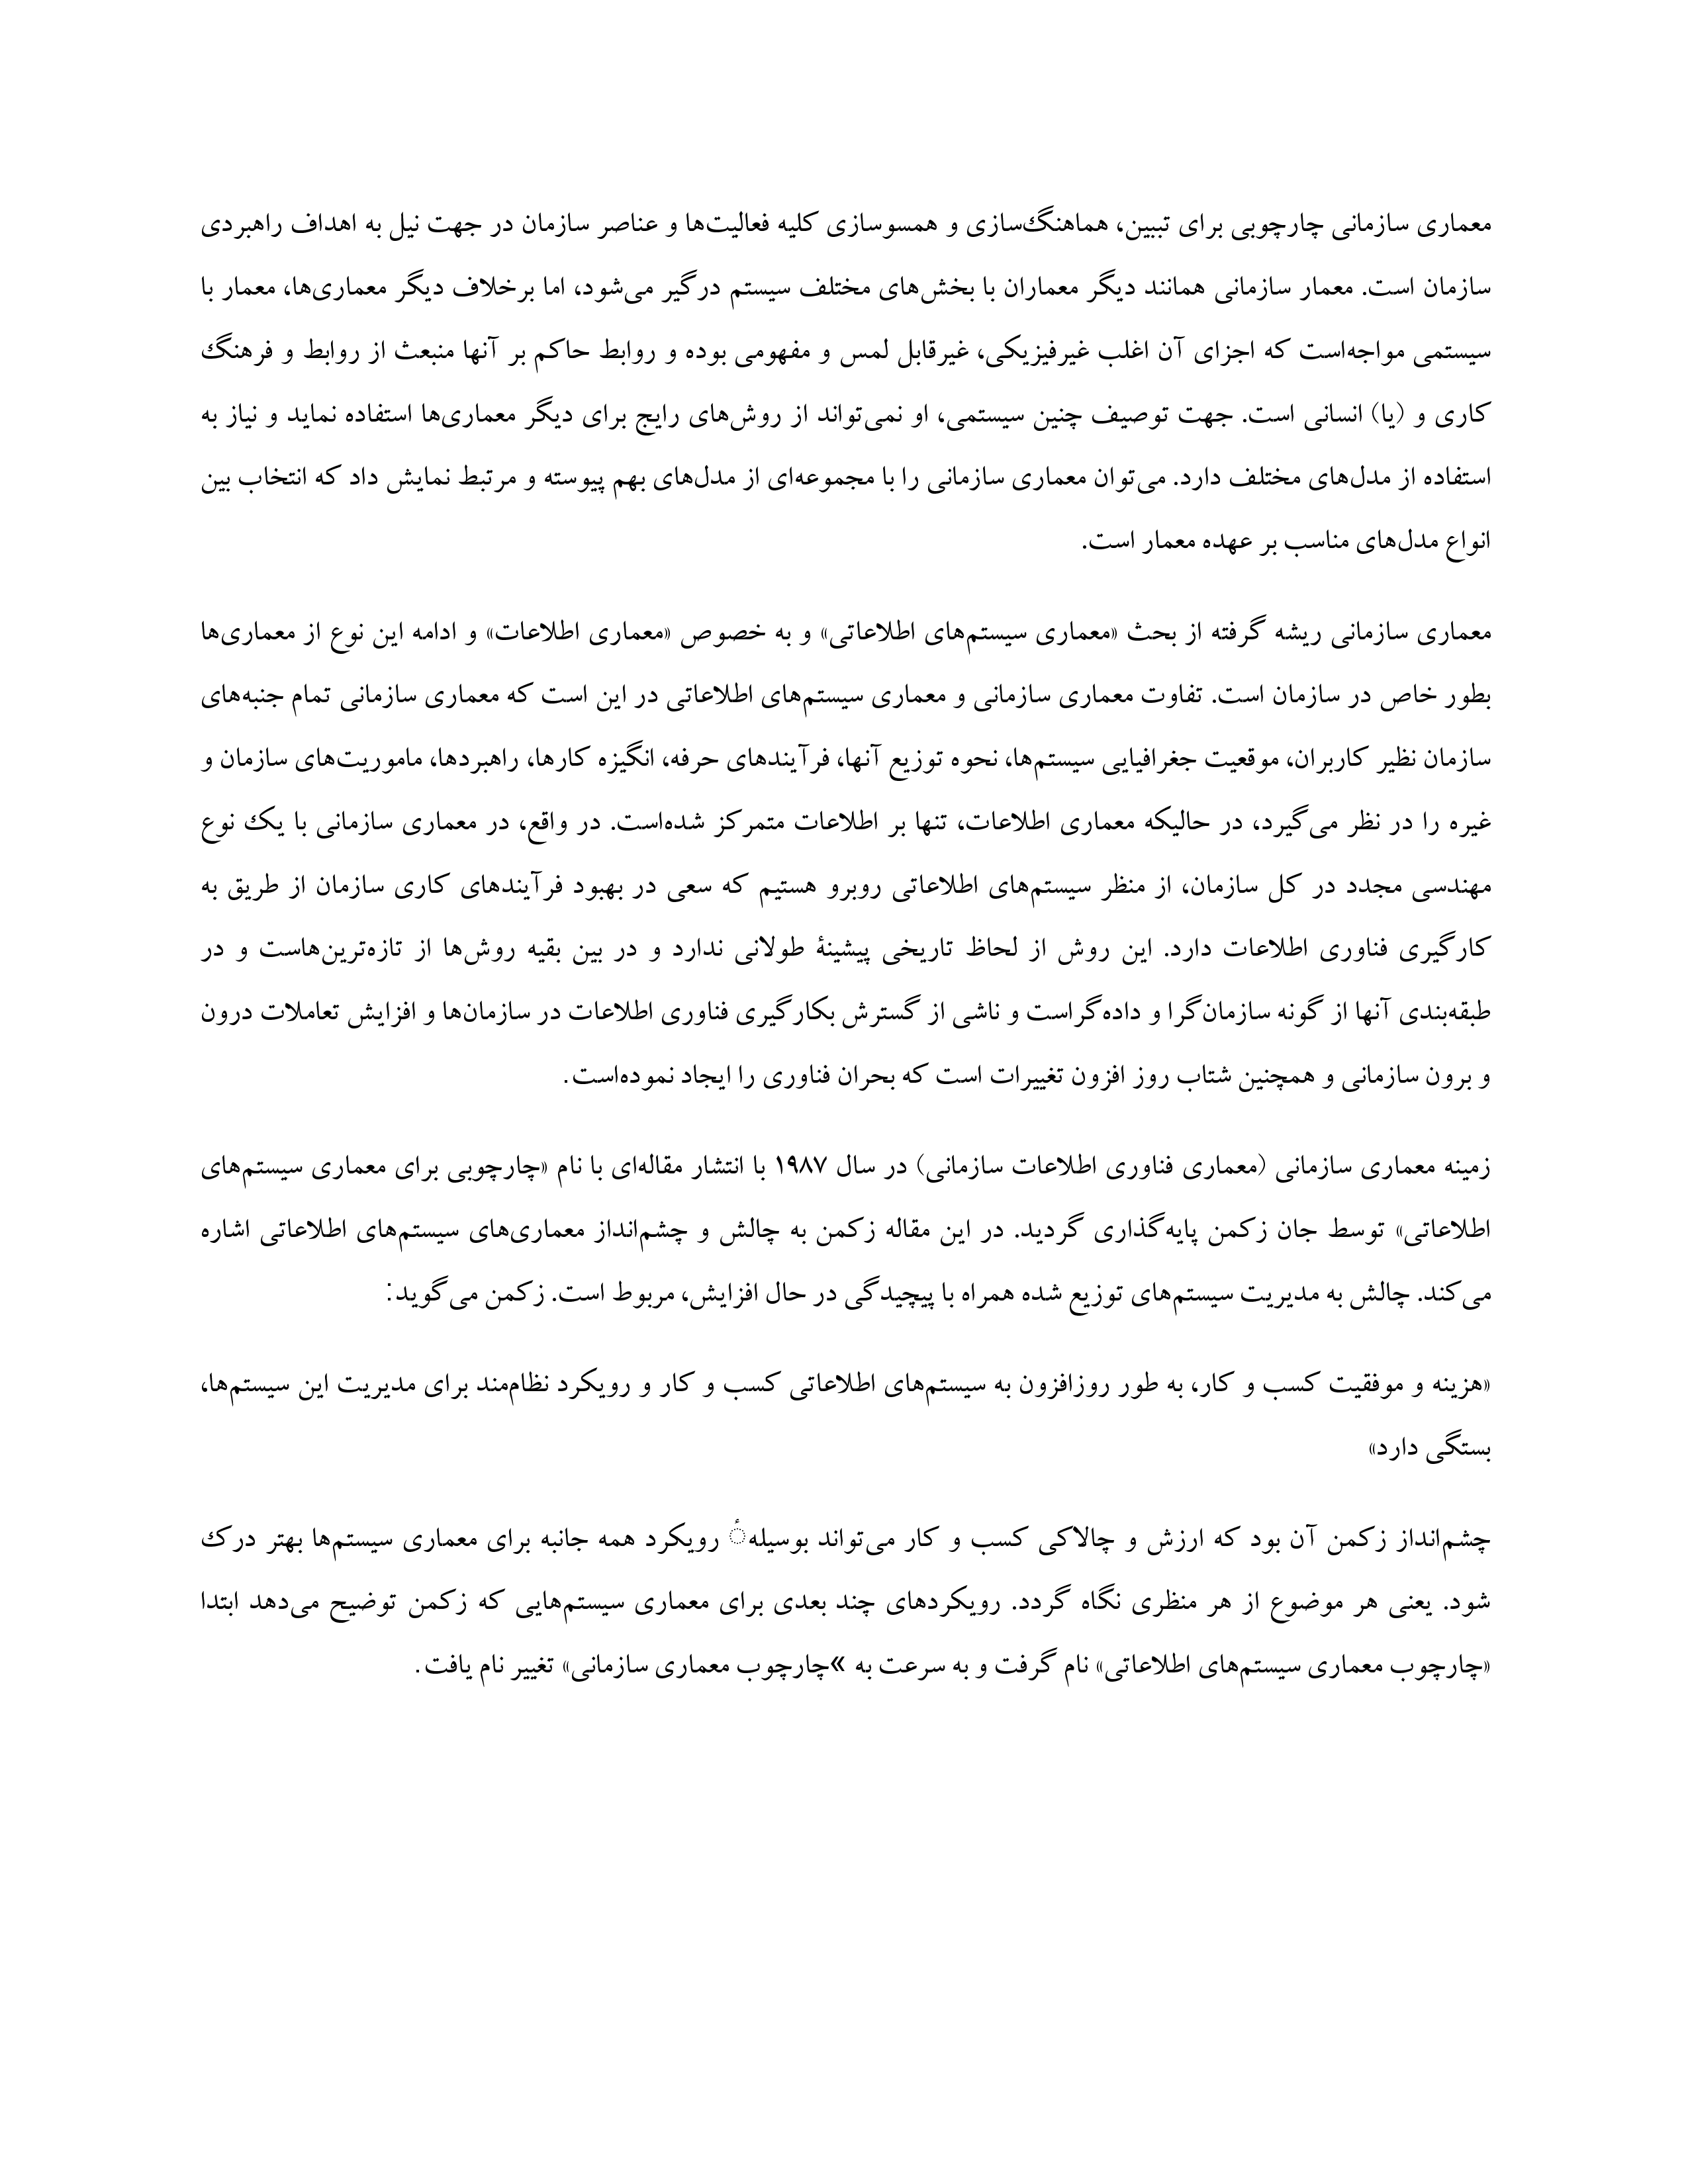 معماری سازمانی چارچوبی برای تبیین، هماهنگ‌سازی و همسوسازی کلیه فعالیت‌ها و عناصر سازمان در جهت نیل به اهداف راهبردی
سازمان است. معمار سازمانی همانند دیگر معماران با بخش‌های مختلف سیستم درگیر می‌شود، اما برخلاف دیگر معماری‌ها، معمار با
سیستمی مواجه‌است که اجزای آن اغلب غیرفیزیکی، غیرقابل لمس و مفهومی بوده و روابط حاکم بر آنها منبعث از روابط و فرهنگ
کاری و (یا) انسانی است. جهت توصیف چنین سیستمی، او نمی‌تواند از روش‌های رایج برای دیگر معماری‌ها استفاده نماید و نیاز به
استفاده از مدل‌های مختلف دارد. می‌توان معماری سازمانی را با مجموعه‌ای از مدل‌های بهم پیوسته و مرتبط نمایش داد که انتخاب بین
انواع مدل‌های مناسب بر عهده معمار است.
معماری سازمانی ریشه گرفته از بحث «معماری سیستم‌های اطلاعاتی» و به خصوص «معماری اطلاعات» و ادامه این نوع از معماری‌ها
بطور خاص در سازمان است. تفاوت معماری سازمانی و معماری سیستم‌های اطلاعاتی در این است که معماری سازمانی تمام جنبه‌های
سازمان نظیر کاربران، موقعیت جغرافیایی سیستم‌ها، نحوه توزیع آنها، فرآیندهای حرفه، انگیزه کارها، راهبردها، ماموریت‌های سازمان و
غیره را در نظر می‌گیرد، در حالیکه معماری اطلاعات، تنها بر اطلاعات متمرکز شده‌است. در واقع، در معماری سازمانی با یک نوع
مهندسی مجدد در کل سازمان، از منظر سیستم‌های اطلاعاتی روبرو هستیم که سعی در بهبود فرآیندهای کاری سازمان از طریق به
کارگیری فناوری اطلاعات دارد. این روش از لحاظ تاریخی پیشینهٔ طولانی ندارد و در بین بقیه روش‌ها از تازه‌ترین‌هاست و در
طبقه‌بندی آنها از گونه سازمان‌گرا و داده‌گراست و ناشی از گسترش بکارگیری فناوری اطلاعات در سازمان‌ها و افزایش تعاملات درون
و برون سازمانی و همچنین شتاب روز افزون تغییرات است که بحران فناوری را ایجاد نموده‌است.
زمینه معماری سازمانی (معماری فناوری اطلاعات سازمانی) در سال ۱۹۸۷ با انتشار مقاله‌ای با نام «چارچوبی برای معماری سیستم‌های
اطلاعاتی» توسط جان زکمن پایه‌گذاری گردید. در این مقاله زکمن به چالش و چشم‌انداز معماری‌های سیستم‌های اطلاعاتی اشاره
می‌کند. چالش به مدیریت سیستم‌های توزیع شده همراه با پیچیدگی در حال افزایش، مربوط است. زکمن می‌گوید:
«هزینه و موفقیت کسب و کار، به طور روزافزون به سیستم‌های اطلاعاتی کسب و کار و رویکرد نظام‌مند برای مدیریت این سیستم‌ها،
بستگی دارد»
چشم‌انداز زکمن آن بود که ارزش و چالاکی کسب و کار می‌تواند بوسیله‌ٔ رویکرد همه جانبه برای معماری سیستم‌ها بهتر درک
شود. یعنی هر موضوع از هر منظری نگاه گردد. رویکردهای چند بعدی برای معماری سیستم‌هایی که زکمن توضیح می‌دهد ابتدا
«چارچوب معماری سیستم‌های اطلاعاتی» نام گرفت و به سرعت به »چارچوب معماری سازمانی» تغییر نام یافت.